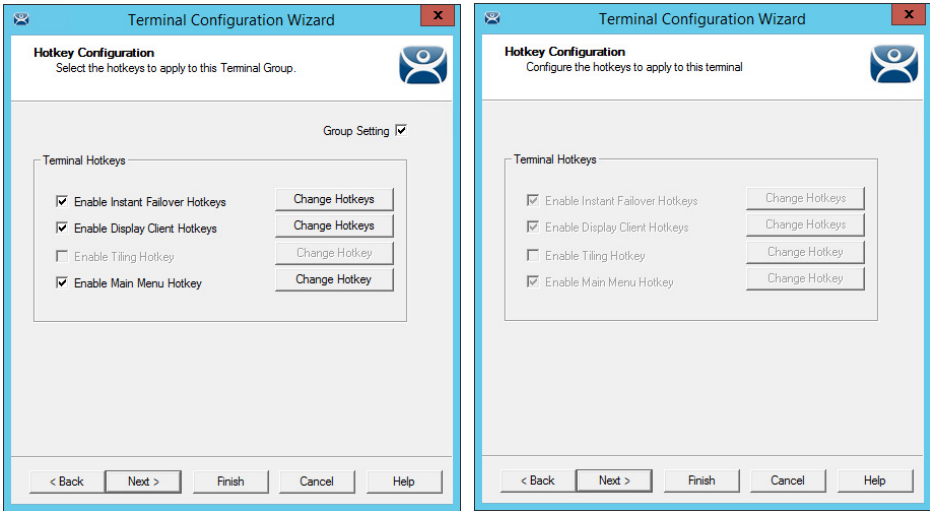 Terminal Configuration Wizard
x
Hotkey Configuration
Select the hotkeys to apply to this Terminal Group.
Group Setting
Terminal Hotkeys
Enable Instant Failover Hotkeys
Change Hotkeys
Enable Display Client Hotkeys
Change Hotkeys
Enable Tiling Hotkey
Change Hotkey
Enable Main Menu Hotkey
Change Hotkey
< Back
Next >
Finish
Cancel
Help
Terminal Configuration Wizard
x
Hotkey Configuration
Configure the hotkeys to apply to this terminal
Terminal Hotkeys
Enable Instant Failover Hotkeys
Change Hotkeys
Enable Display Client Hotkeys
Change Hotkeys
Enable Tiling Hotkey
Change Hotkey
Enable Main Menu Hotkey
Change Hotkey
< Back
Next >
Finish
Cancel
Help